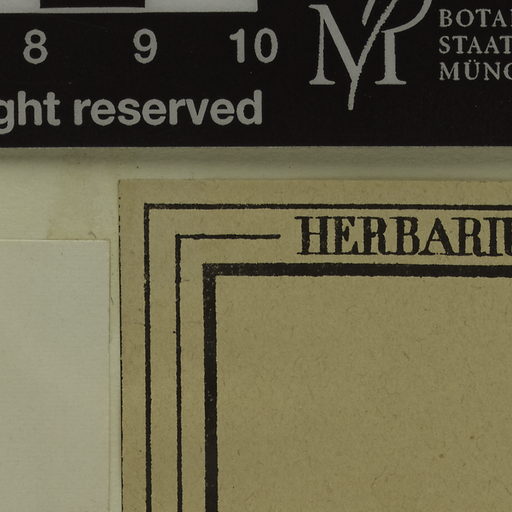 8 9 10
ght reserved
BOTA
STAAT
MÜNC
HERBARIU